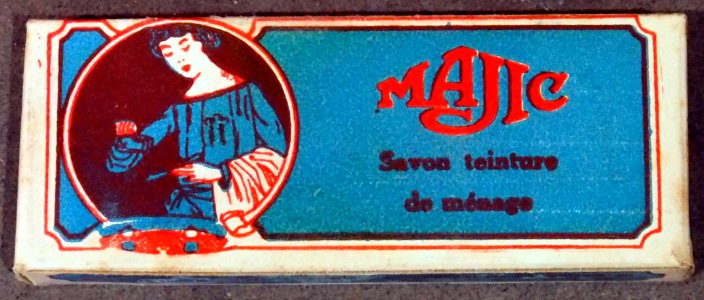 MAJIC
Savon teinture
de ménage